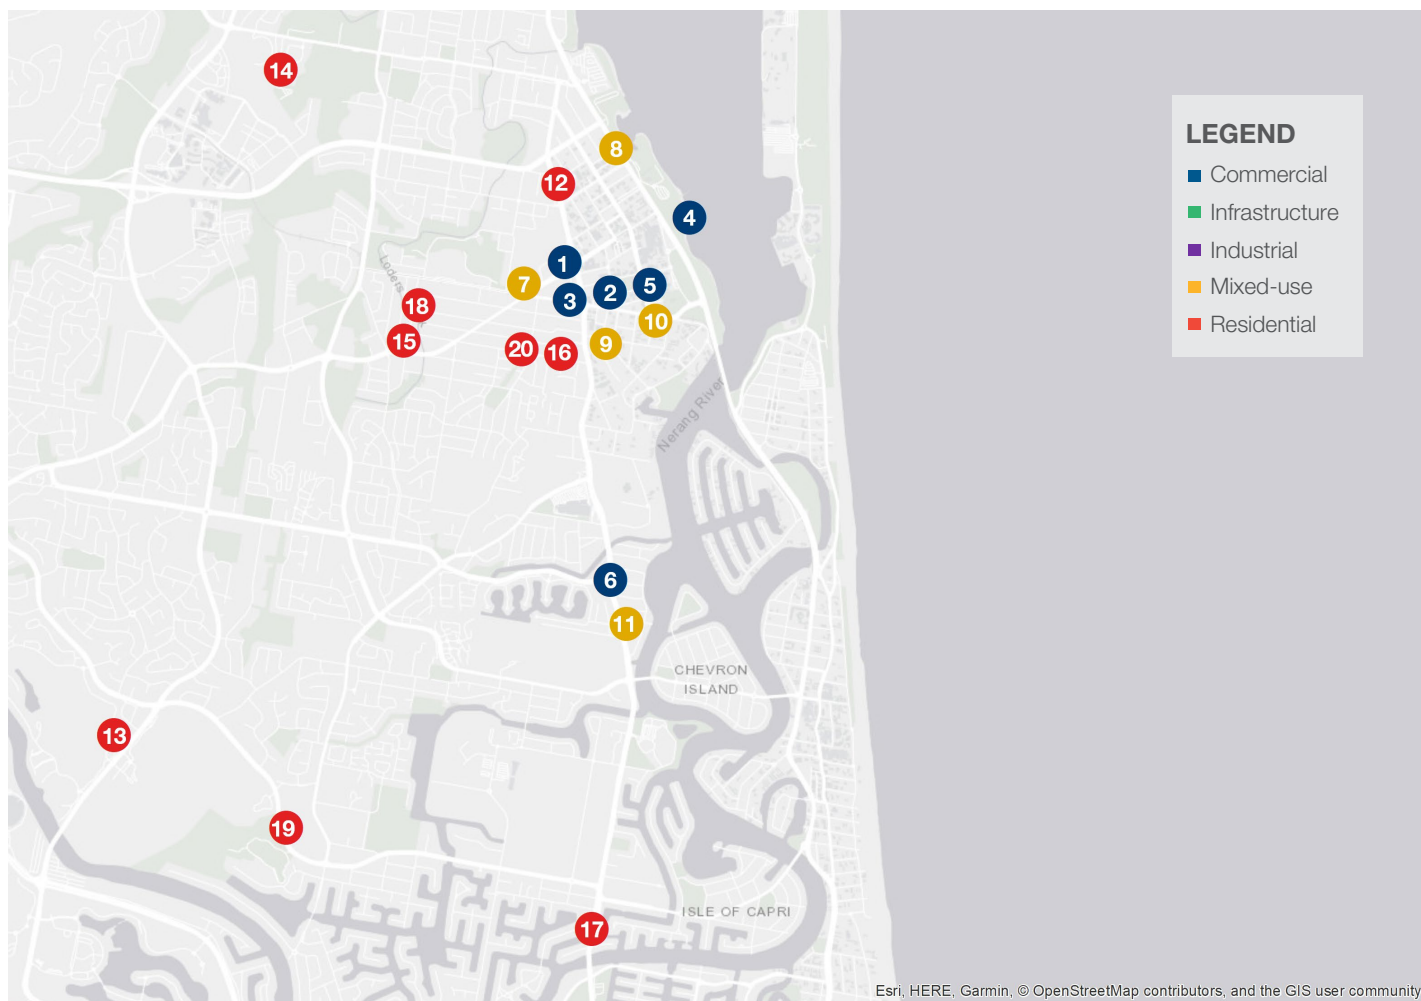 14
8
12
4
LEGEND
Commercial
Infrastructure
Industrial
Mixed-use
Residential
1
7
3
2
5
Loders
18
10
15
20
16
9
Nerang River
6
11
CHEVRON
ISLAND
13
19
ISLE OF CAPRI
17
Esri, HERE, Garmin, © OpenStreetMap contributors, and the GIS user community